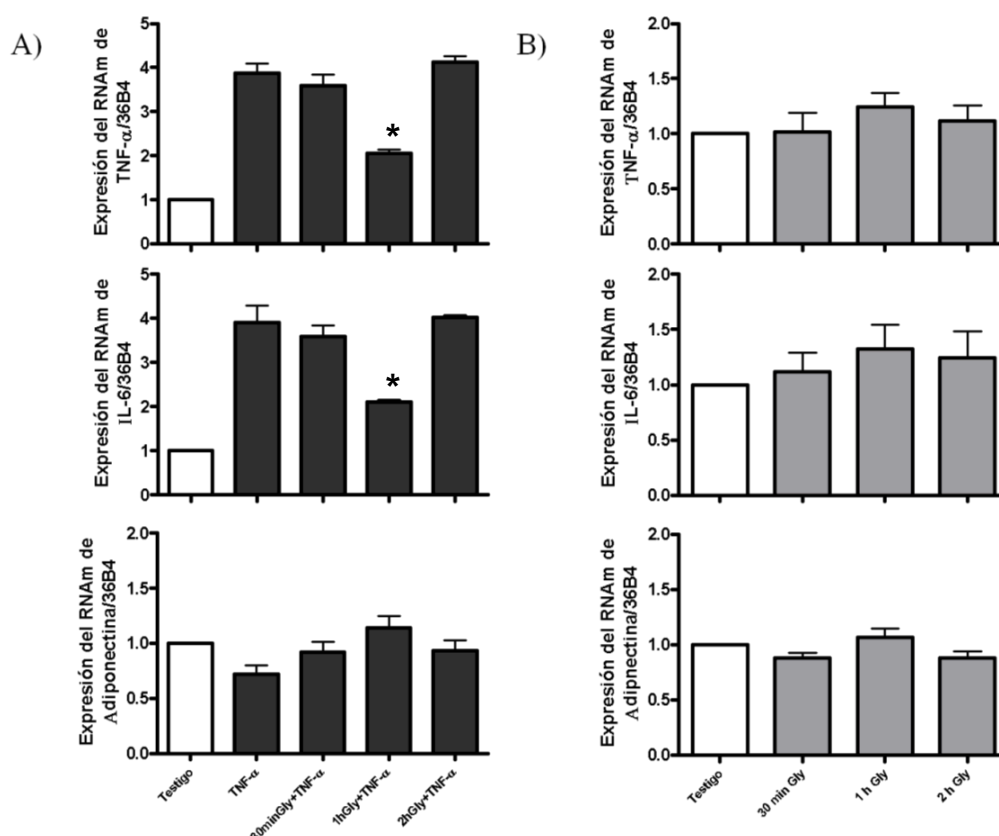 A)
Expresión del RNAm de
TNF-α/36B4
5
4
3
2
1
0
*
B)
Expresión del RNAm de
TNF-α/36B4
2.0
1.5
1.0
0.5
0.0
Expresión del RNAm de
IL-6/36B4
5
4
3
2
1
0
*
Expresión del RNAm de
IL-6/36B4
2.0
1.5
1.0
0.5
0.0
Expresión del RNAm de
Adiponectina/36B4
2.0
1.5
1.0
0.5
0.0
Testigo
TNF-α
30minGly+TNF-α
1hGly+TNF-α
2hGly+TNF-α
Expresión del RNAm de
Adipnectina/36B4
2.0
1.5
1.0
0.5
0.0
Testigo
30 min Gly
1 h Gly
2 h Gly